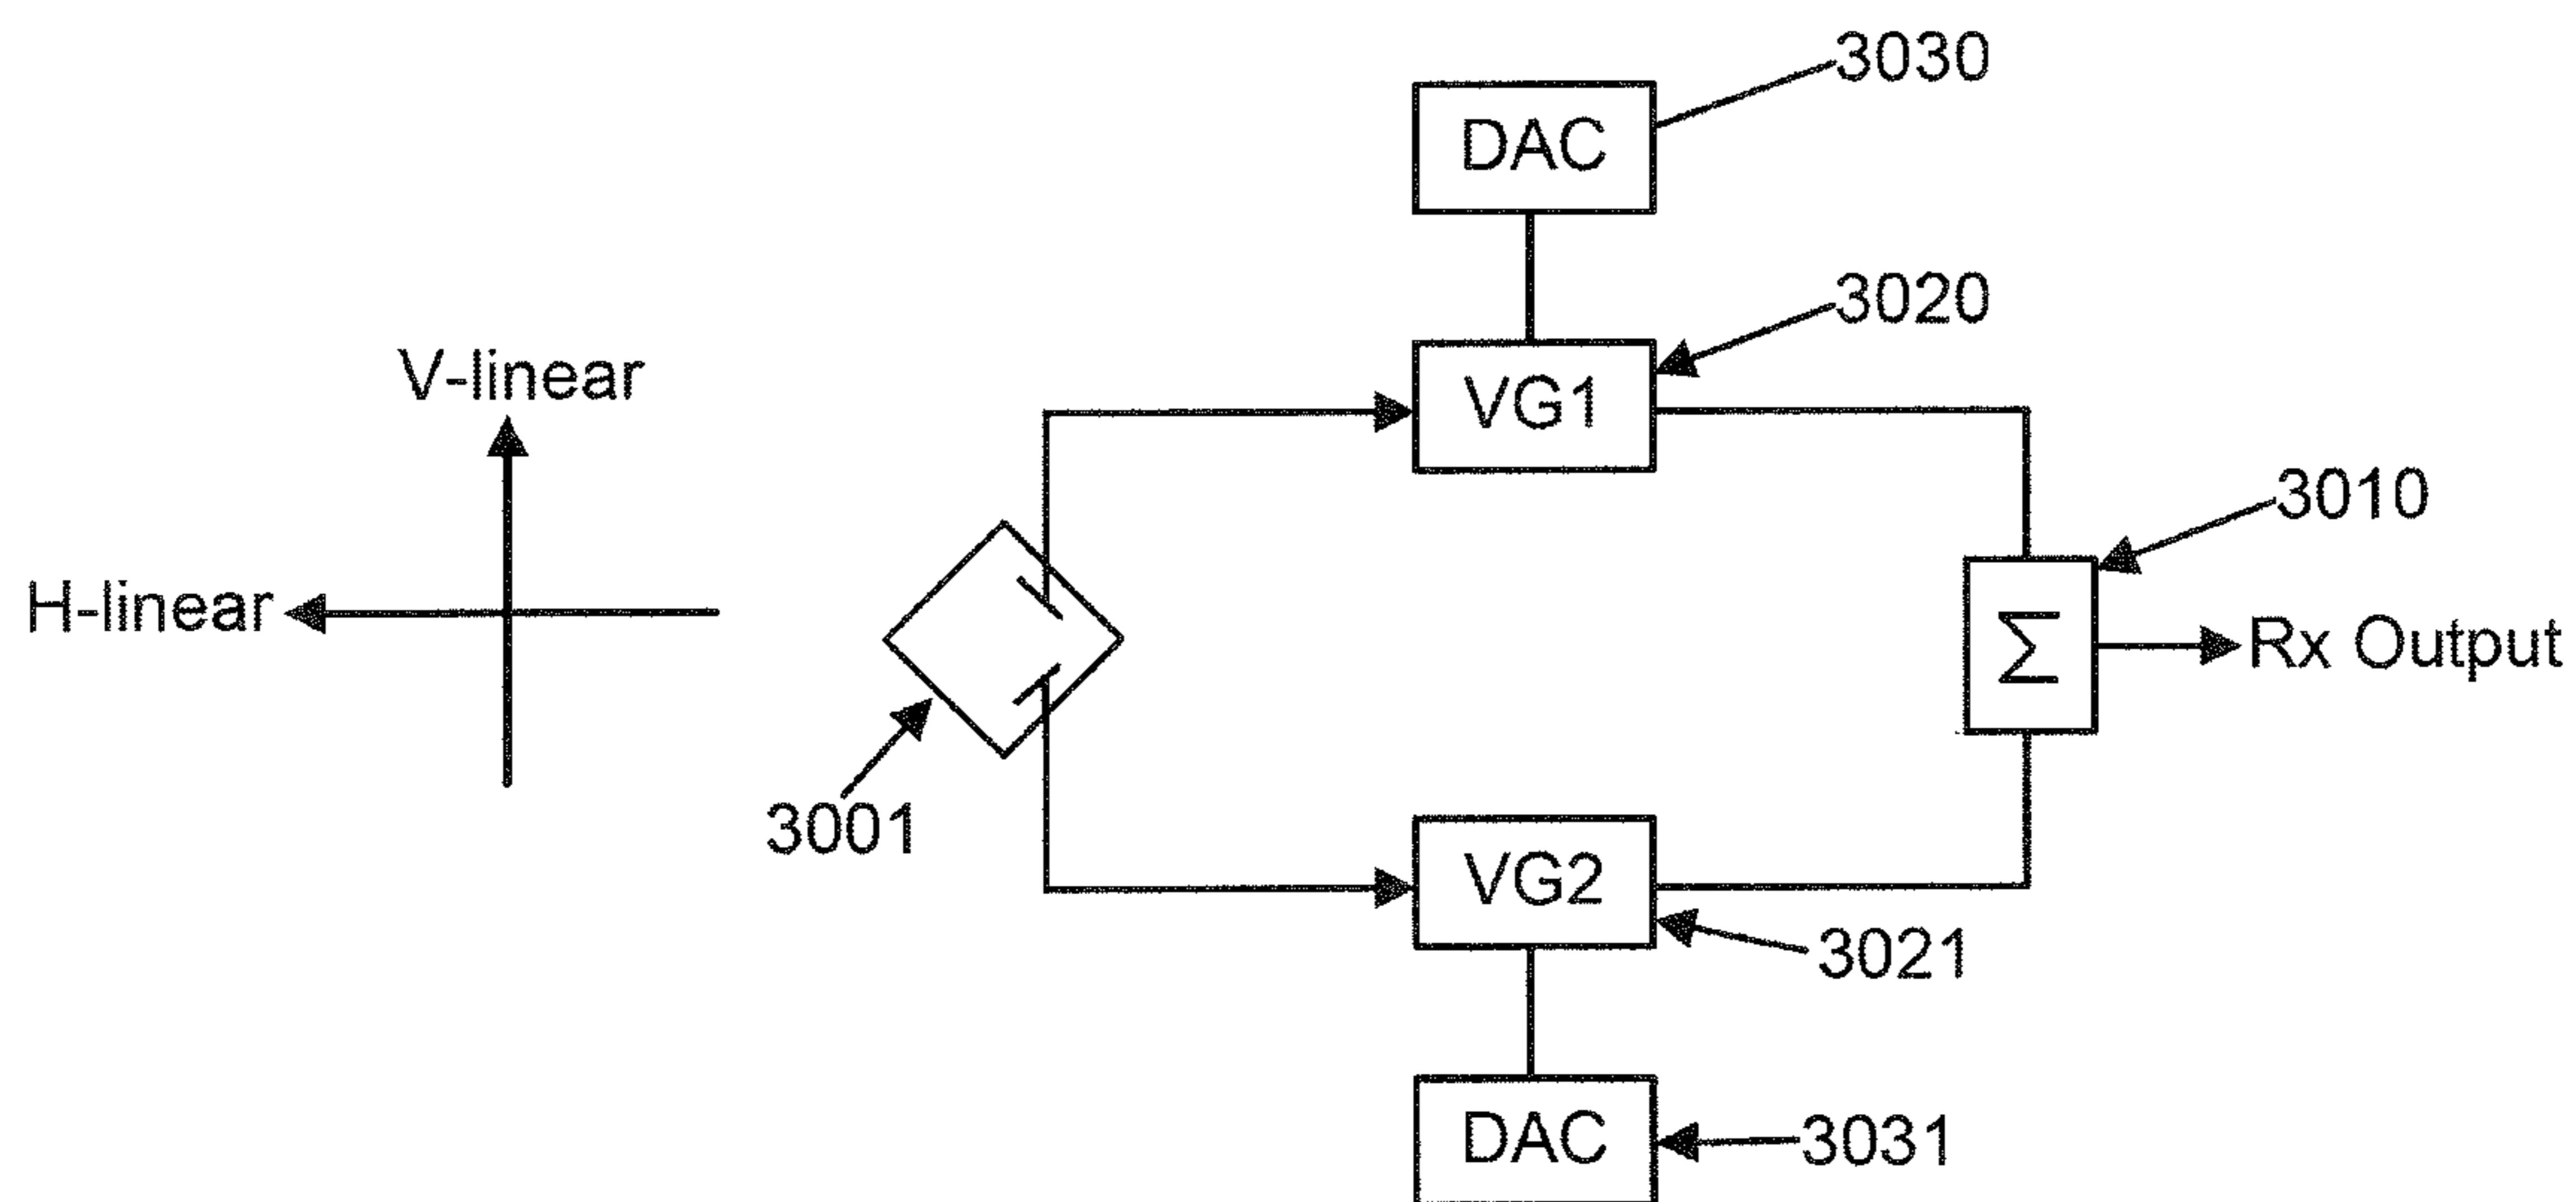 3030
DAC
3020
V-linear
VG1
3010
H-linear
Σ
Rx Output
3001
VG2
3021
DAC
3031